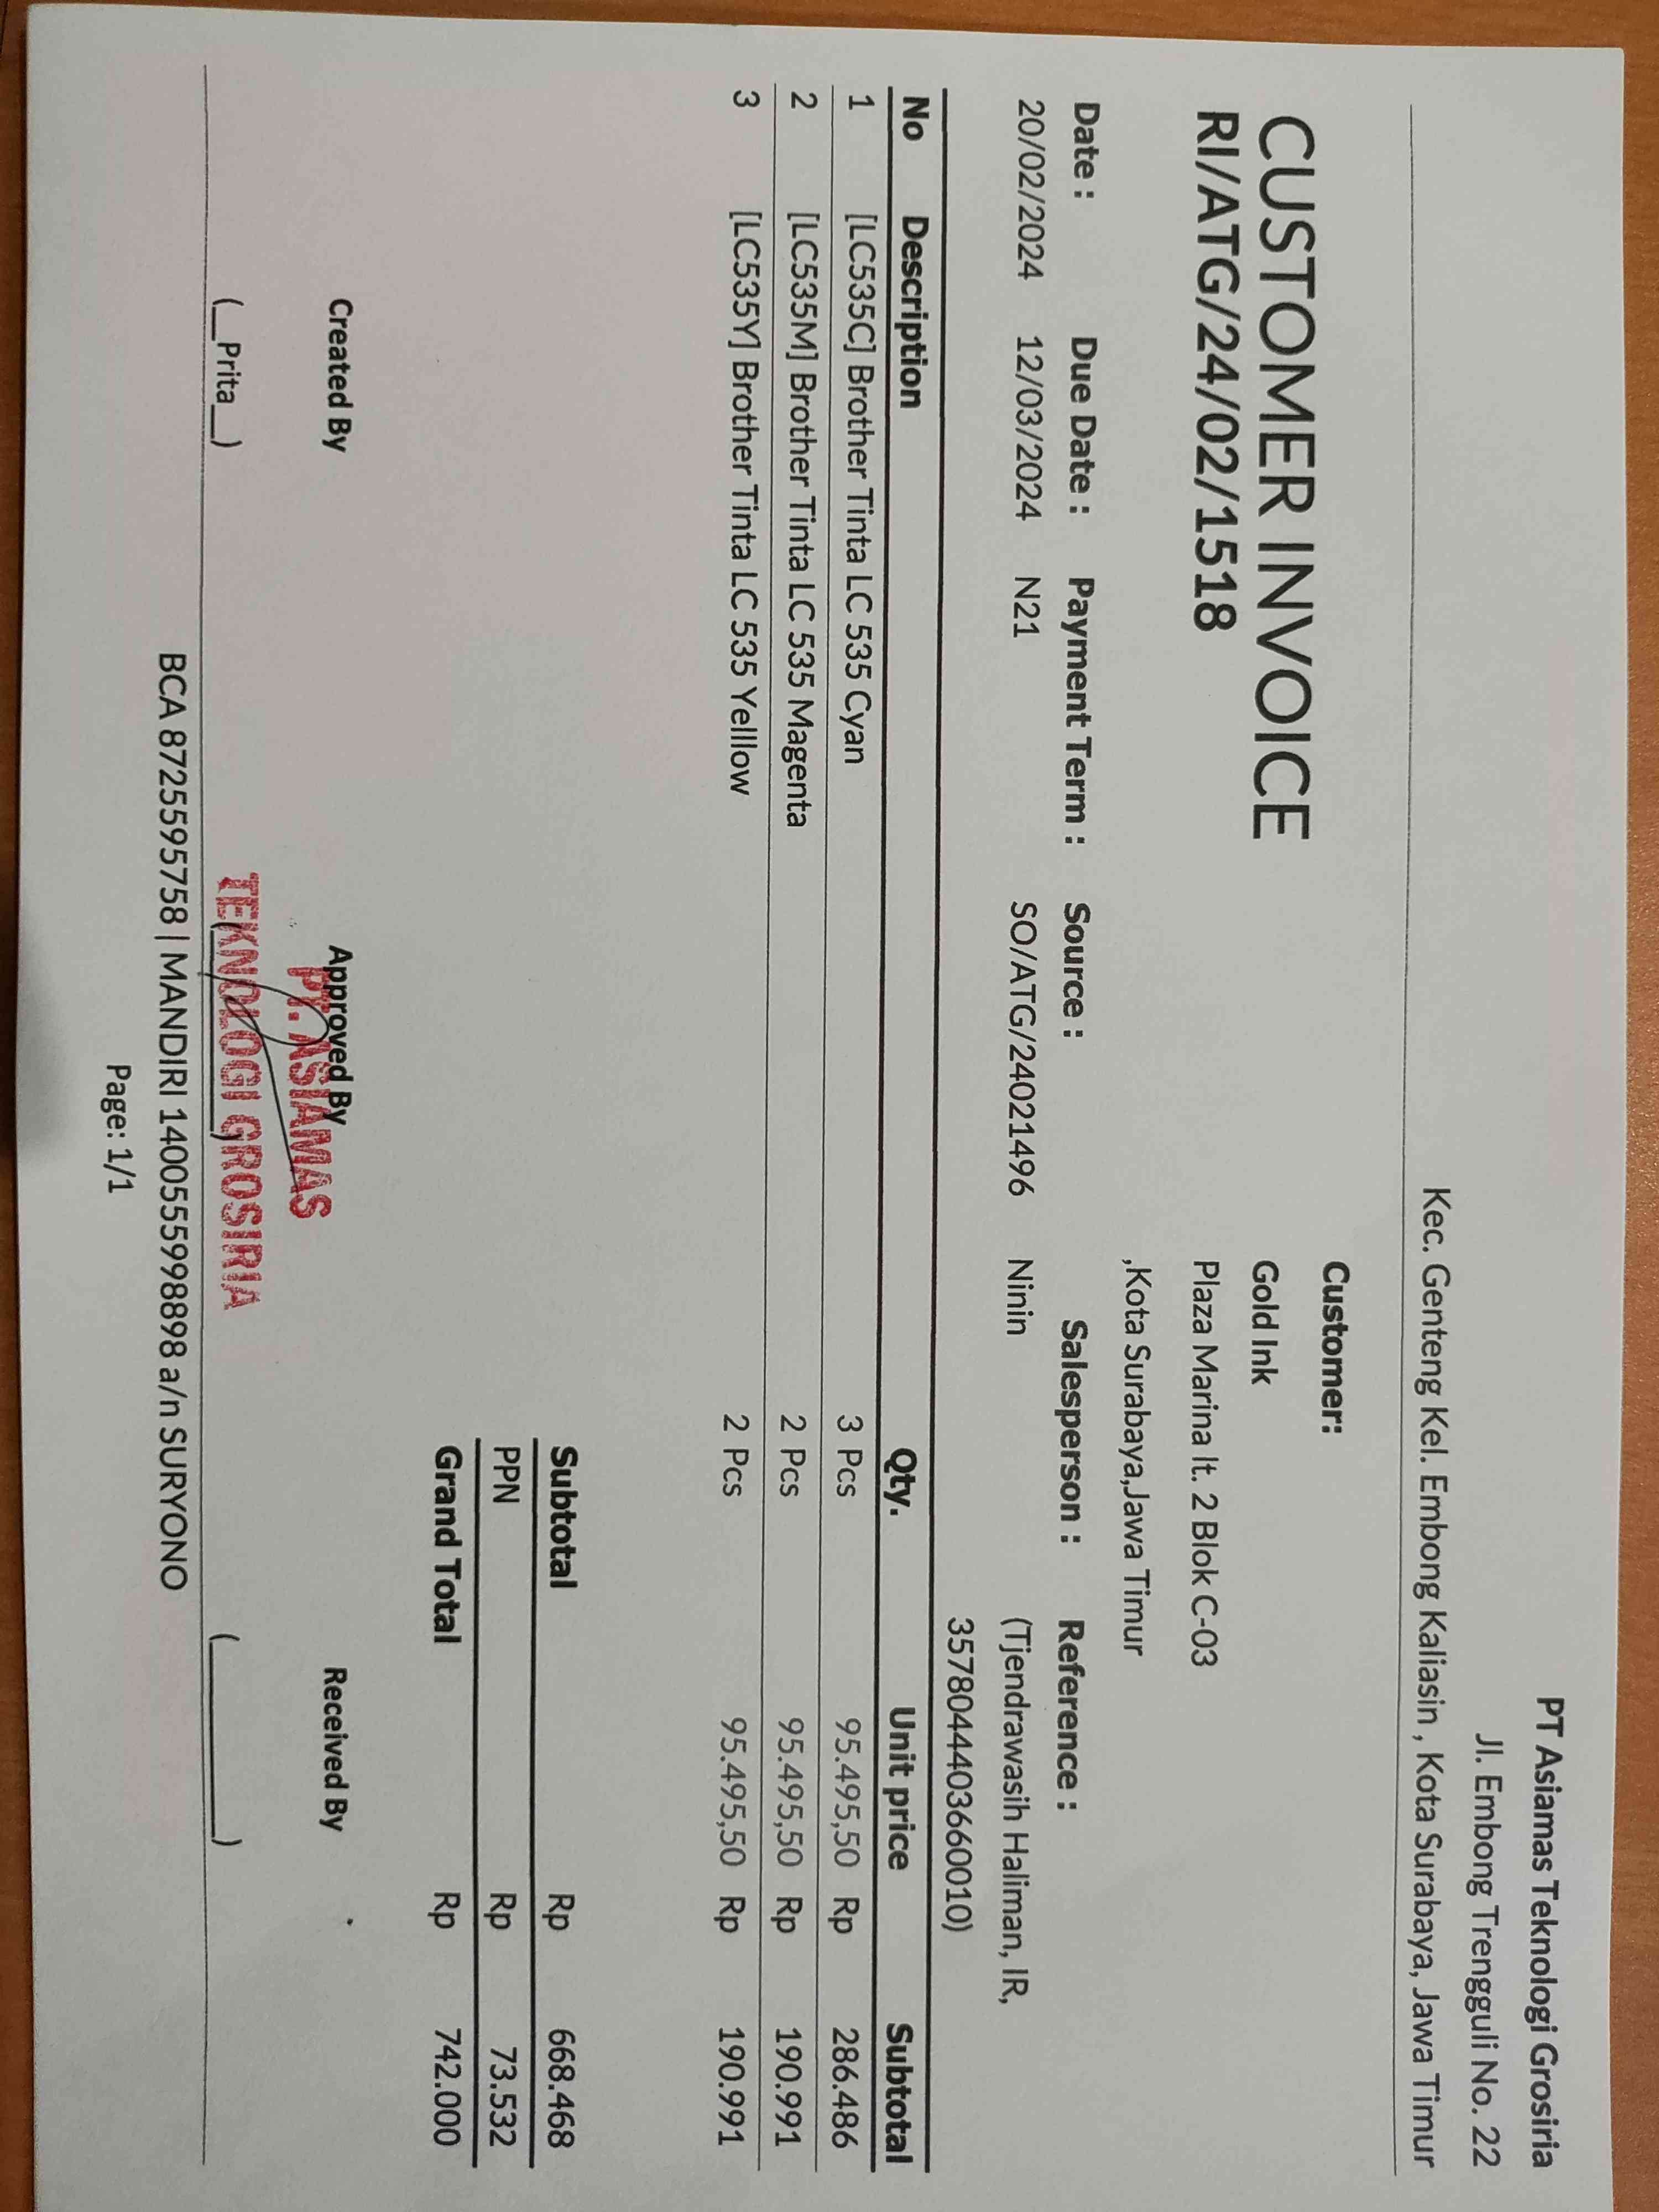 PT Asiamas Teknologi Grosiria
Jl. Embong Trengguli No. 22
Kec. Genteng Kel. Embong Kaliasin , Kota Surabaya, Jawa Timur
CUSTOMER INVOICE
RI/ATG/24/02/1518
Customer:
Gold Ink
Plaza Marina lt. 2 Blok C-03
,Kota Surabaya,Jawa Timur
Date : Due Date : Payment Term : Source : Salesperson : Reference :
20/02/2024 12/03/2024 N21 SO/ATG/24021496 Ninin (Tjendrawasih Haliman, IR,
3578044403660010)
No Description Qty. Unit price Subtotal
1 [LC535C] Brother Tinta LC 535 Cyan 3 Pcs 95.495,50 Rp 286.486
2 [LC535M] Brother Tinta LC 535 Magenta 2 Pcs 95.495,50 Rp 190.991
3 [LC535Y] Brother Tinta LC 535 Yelllow 2 Pcs 95.495,50 Rp 190.991
Subtotal Rp 668.468
PPN Rp 73.532
Grand Total Rp 742.000
Created By Approved By Received By
PT. ASIAMAS
TEKNOLOGI GROSIRIA
(__Prita__) (__________) (__________)
BCA 8725595758 | MANDIRI 1400555998898 a/n SURYONO
Page: 1/1